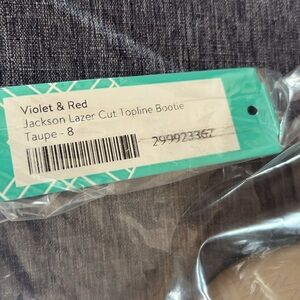 Violet & Red
Jackson Lazer Cut Topline Bootie
Taupe - 8
299923367